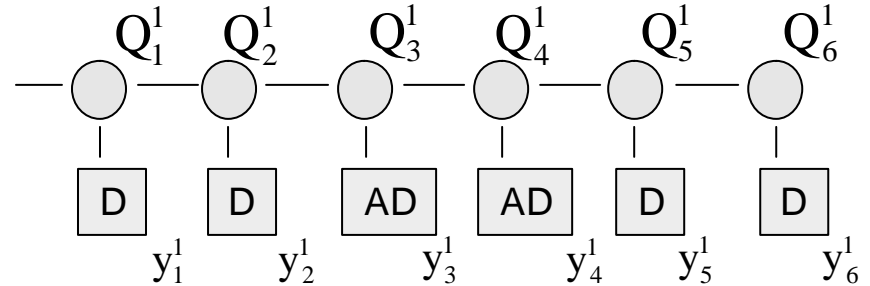 Q₁¹ Q₂¹ Q₃¹ Q₄¹ Q₅¹ Q₆¹
D D AD AD D D
y₁¹ y₂¹ y₃¹ y₄¹ y₅¹ y₆¹